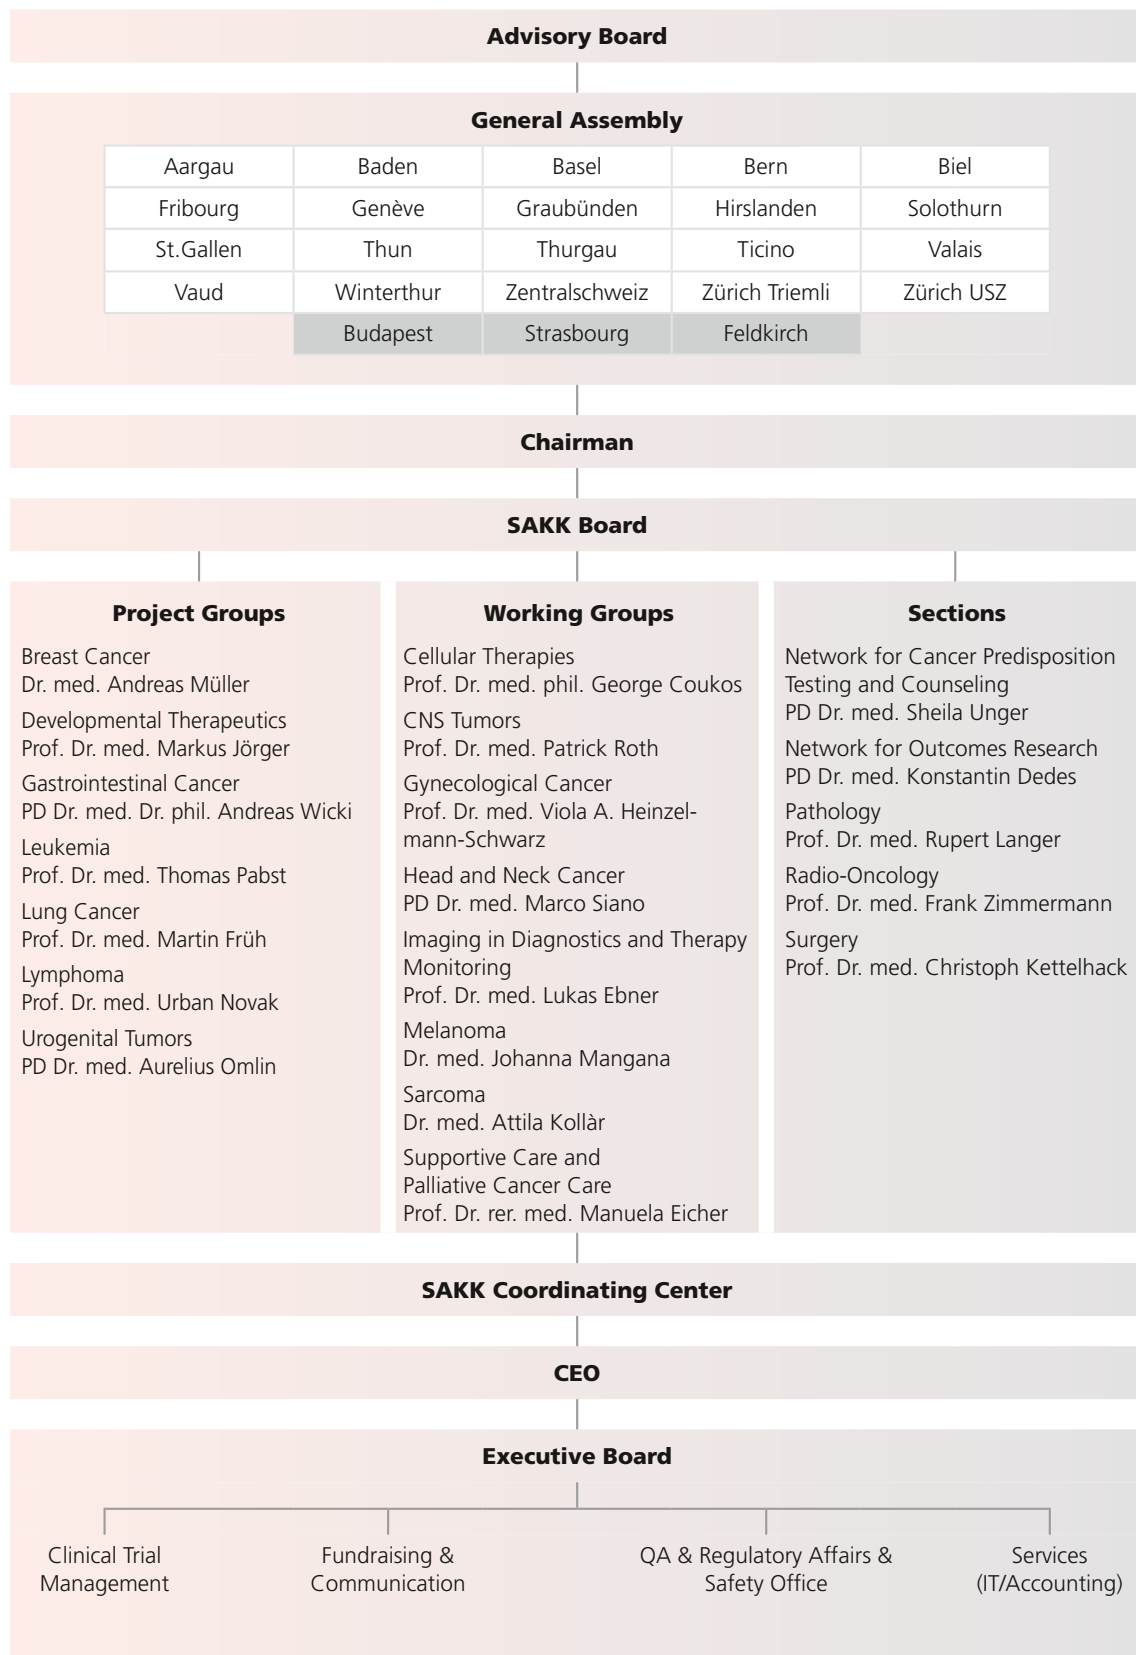 Advisory Board
General Assembly
Aargau Baden Basel Bern Biel
Fribourg Genève Graubünden Hirslanden Solothurn
St.Gallen Thun Thurgau Ticino Valais
Vaud Winterthur Zentralschweiz Zürich Triemli Zürich USZ
Budapest Strasbourg Feldkirch
Chairman
SAKK Board
Project Groups
Breast Cancer
Dr. med. Andreas Müller
Developmental Therapeutics
Prof. Dr. med. Markus Jörger
Gastrointestinal Cancer
PD Dr. med. Dr. phil. Andreas Wicki
Leukemia
Prof. Dr. med. Thomas Pabst
Lung Cancer
Prof. Dr. med. Martin Früh
Lymphoma
Prof. Dr. med. Urban Novak
Urogenital Tumors
PD Dr. med. Aurelius Omlin
Working Groups
Cellular Therapies
Prof. Dr. med. phil. George Coukos
CNS Tumors
Prof. Dr. med. Patrick Roth
Gynecological Cancer
Prof. Dr. med. Viola A. Heinzel-
mann-Schwarz
Head and Neck Cancer
PD Dr. med. Marco Siano
Imaging in Diagnostics and Therapy
Monitoring
Prof. Dr. med. Lukas Ebner
Melanoma
Dr. med. Johanna Mangana
Sarcoma
Dr. med. Attila Kollàr
Supportive Care and
Palliative Cancer Care
Prof. Dr. rer. med. Manuela Eicher
Sections
Network for Cancer Predisposition
Testing and Counseling
PD Dr. med. Sheila Unger
Network for Outcomes Research
PD Dr. med. Konstantin Dedes
Pathology
Prof. Dr. med. Rupert Langer
Radio-Oncology
Prof. Dr. med. Frank Zimmermann
Surgery
Prof. Dr. med. Christoph Kettelhack
SAKK Coordinating Center
CEO
Executive Board
Clinical Trial
Management
Fundraising &
Communication
QA & Regulatory Affairs &
Safety Office
Services
(IT/Accounting)